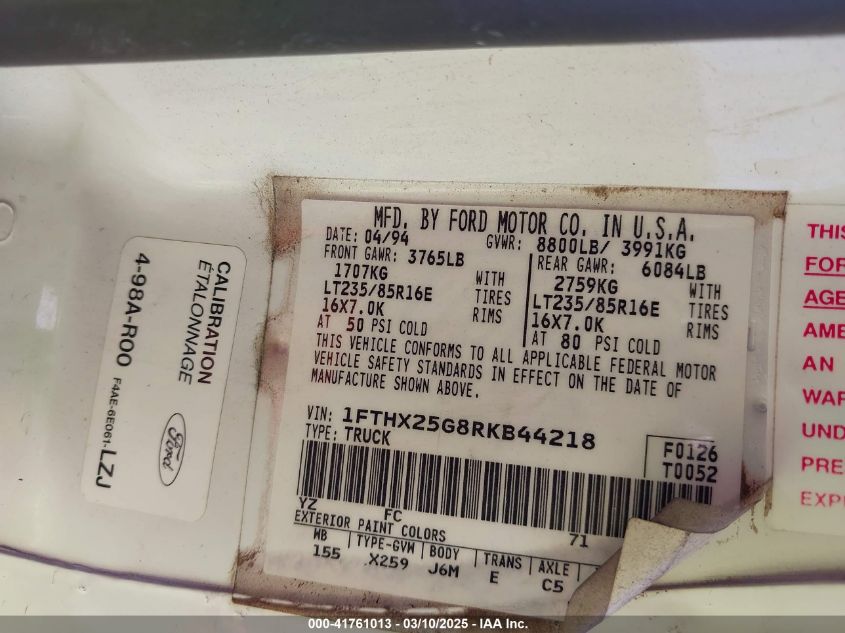 MFD. BY FORD MOTOR CO. IN U.S.A.
DATE: 04/94 GVWR: 8800LB/ 3991KG
FRONT GAWR: 3765LB REAR GAWR: 6084LB
1707KG WITH 2759KG WITH
LT235/85R16E TIRES LT235/85R16E TIRES
16X7.0K RIMS 16X7.0K RIMS
AT 50 PSI COLD AT 80 PSI COLD
THIS VEHICLE CONFORMS TO ALL APPLICABLE FEDERAL MOTOR
VEHICLE SAFETY STANDARDS IN EFFECT ON THE DATE OF
MANUFACTURE SHOWN ABOVE.
VIN: 1FTHX25G8RKB44218
TYPE: TRUCK
F0126
T0052
YZ FC 71
EXTERIOR PAINT COLORS
WB TYPE-GVW BODY TRANS AXLE
155 X259 J6M E C5
CALIBRATION
ÉTALONNAGE
4-98A-R00
F4AE-6E061-LZJ
Ford
THIS
FOR
AGE
AME
AN
WAR
UND
PRE
EXP
000-41761013 - 03/10/2025 - IAA Inc.